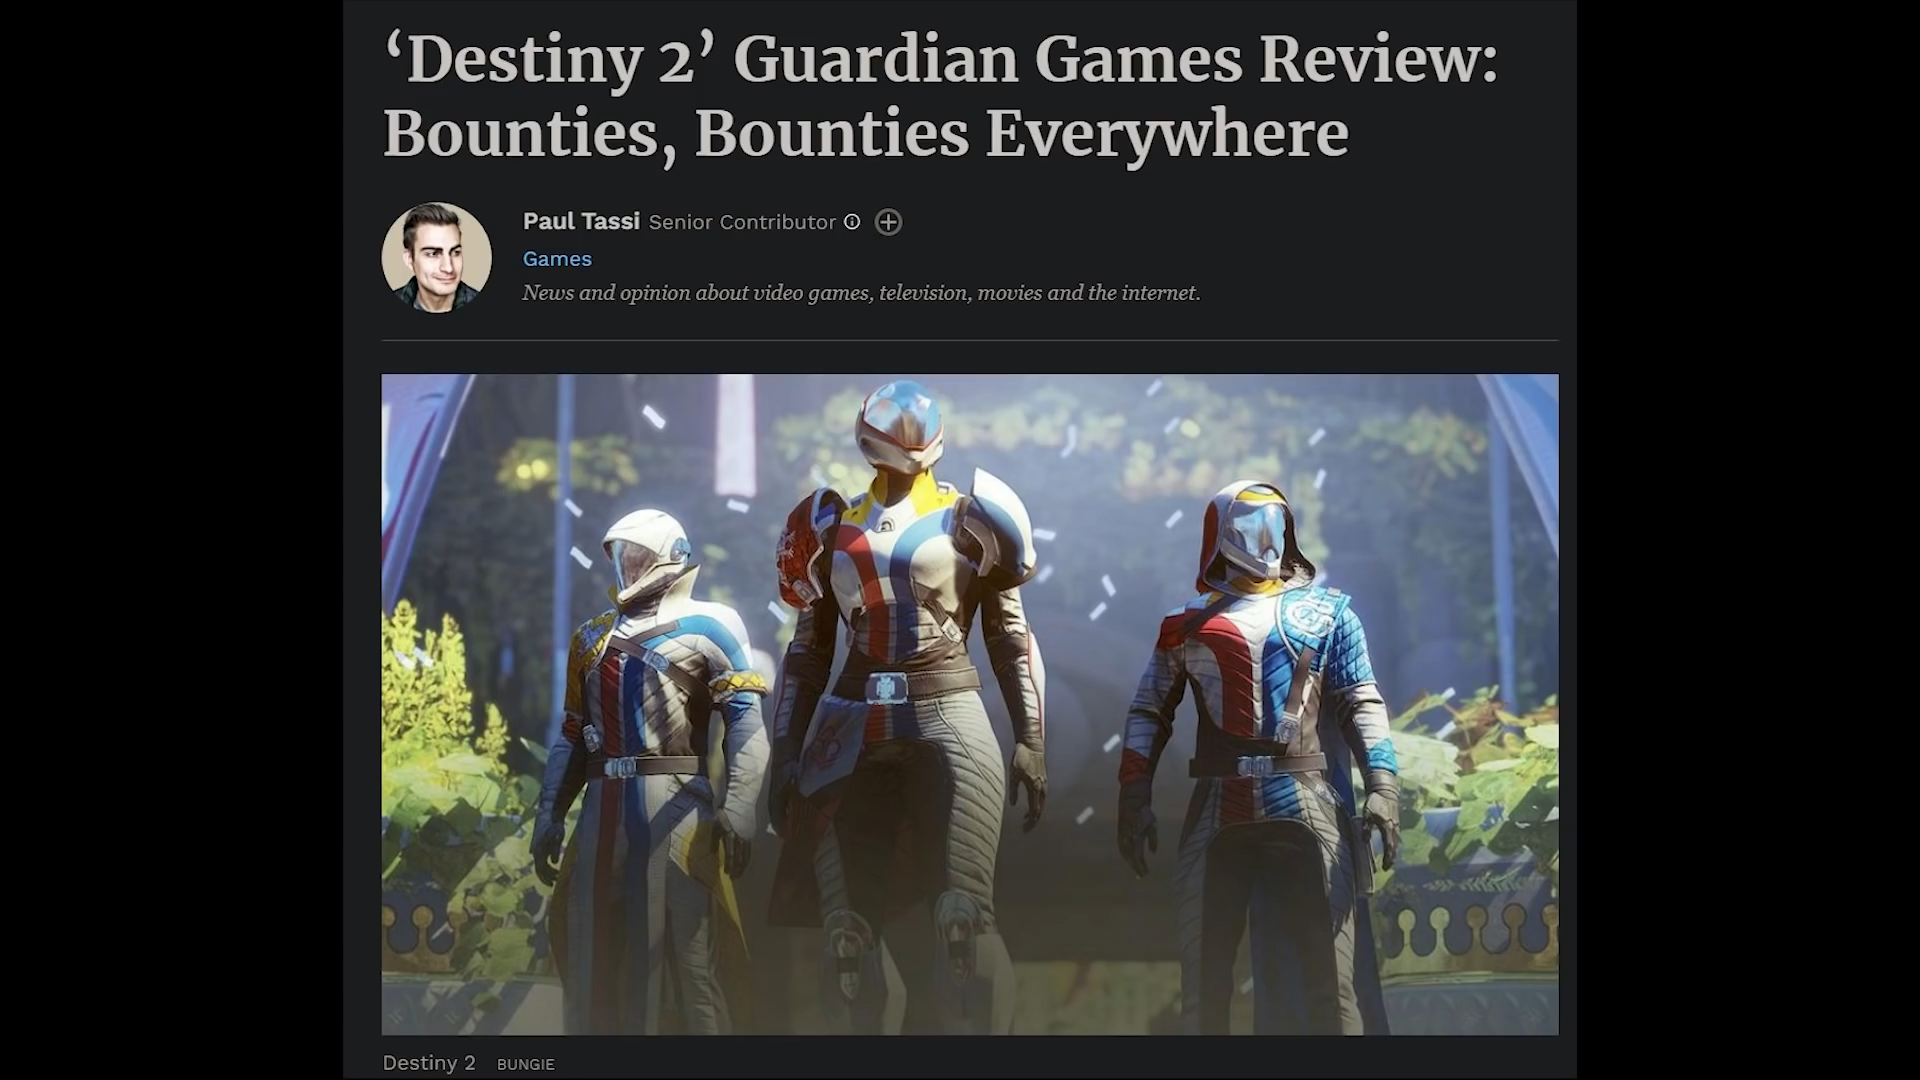 ‘Destiny 2’ Guardian Games Review:
Bounties, Bounties Everywhere
Paul Tassi Senior Contributor
Games
News and opinion about video games, television, movies and the internet.
Destiny 2 BUNGIE